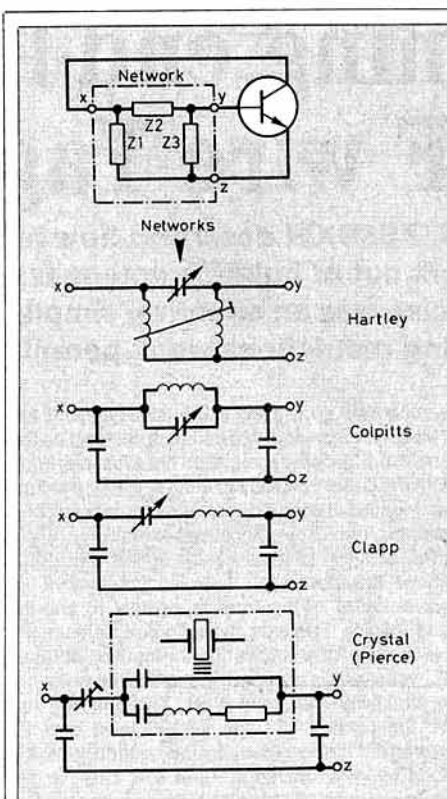 Network
x
y
Z2
Z1
Z3
z
Networks
x
y
Hartley
z
x
y
Colpitts
z
x
y
Clapp
z
Crystal
(Pierce)
x
y
z